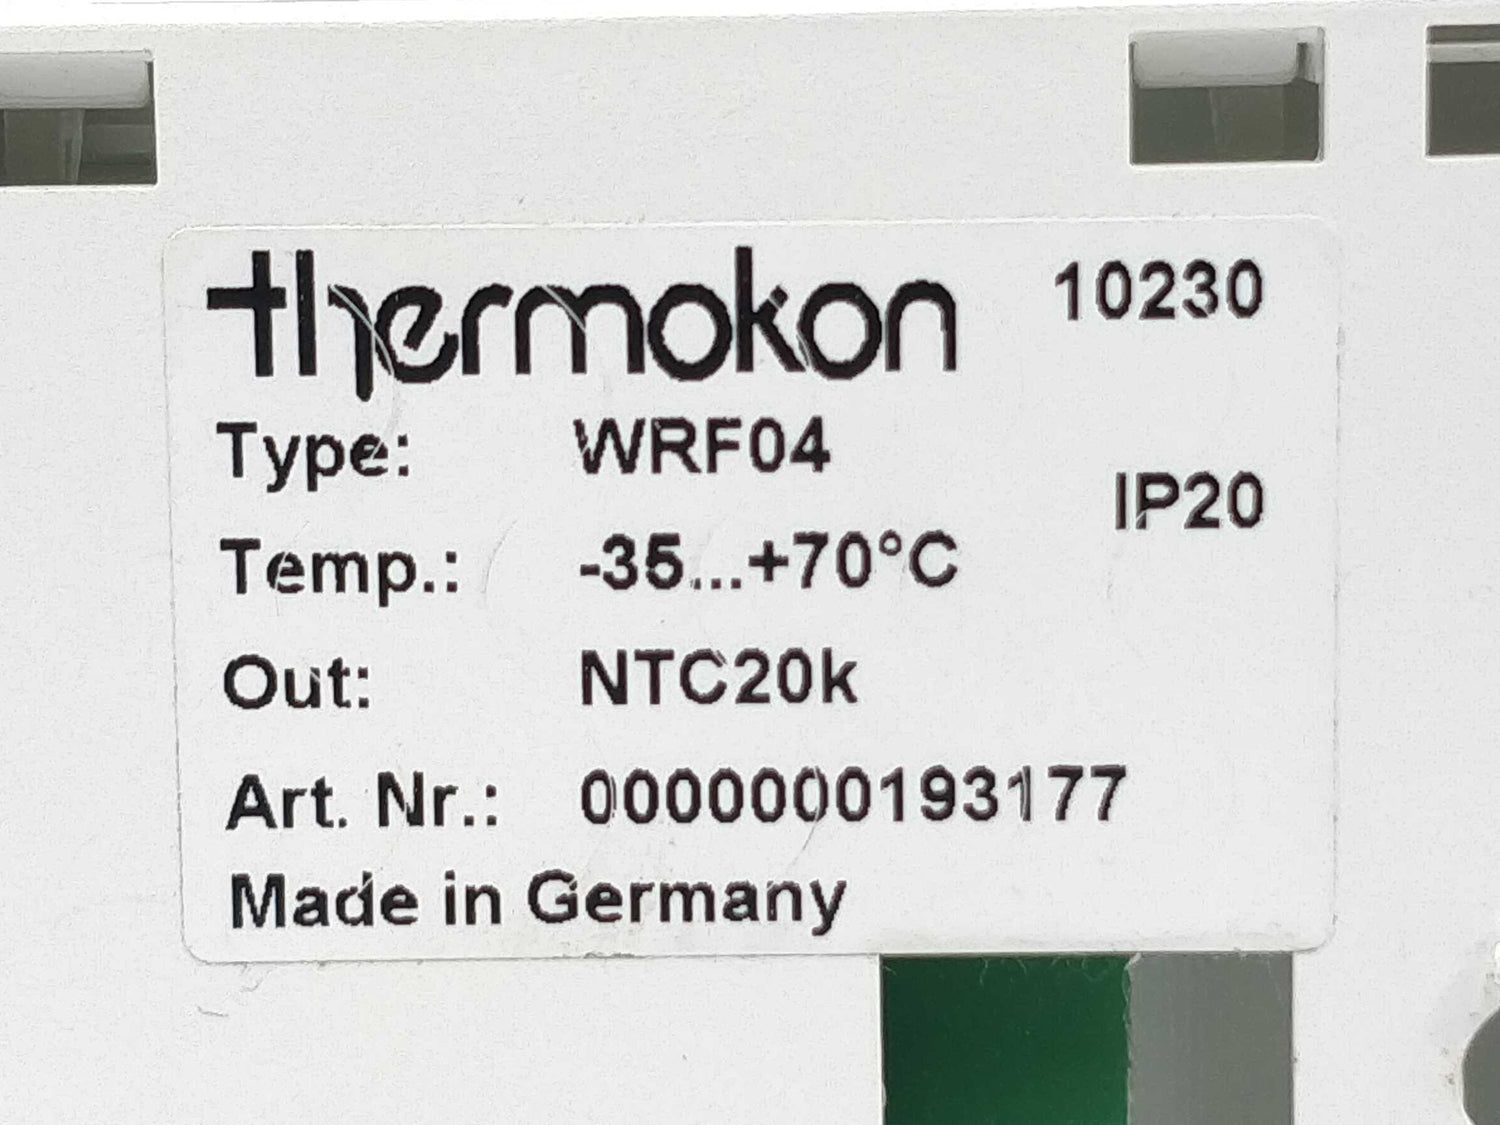 thermokon 10230
Type: WRF04
IP20
Temp.: -35...+70°C
Out: NTC20k
Art. Nr.: 0000000193177
Made in Germany